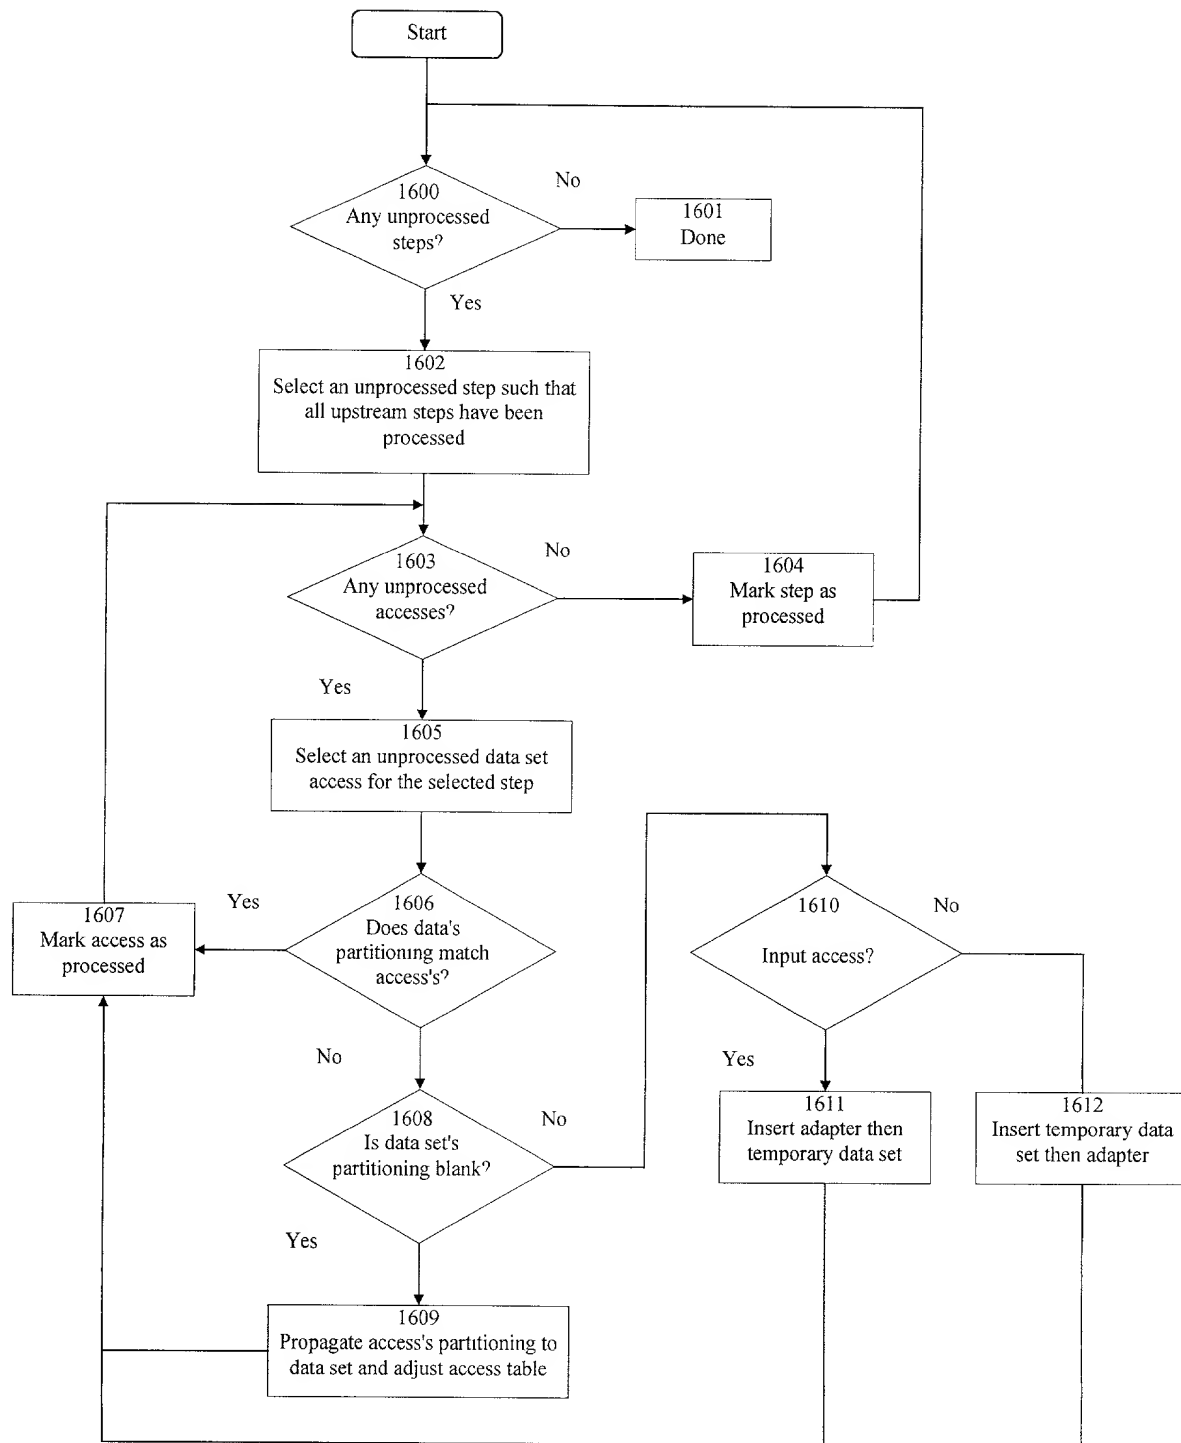 Start
1600
Any unprocessed
steps?
No
1601
Done
Yes
1602
Select an unprocessed step such that
all upstream steps have been
processed
1603
Any unprocessed
accesses?
No
1604
Mark step as
processed
Yes
1605
Select an unprocessed data set
access for the selected step
1606
Does data's
partitioning match
access's?
Yes
1607
Mark access as
processed
No
1608
Is data set's
partitioning blank?
No
Yes
1609
Propagate access's partitioning to
data set and adjust access table
1610
Input access?
No
Yes
1611
Insert adapter then
temporary data set
1612
Insert temporary data
set then adapter